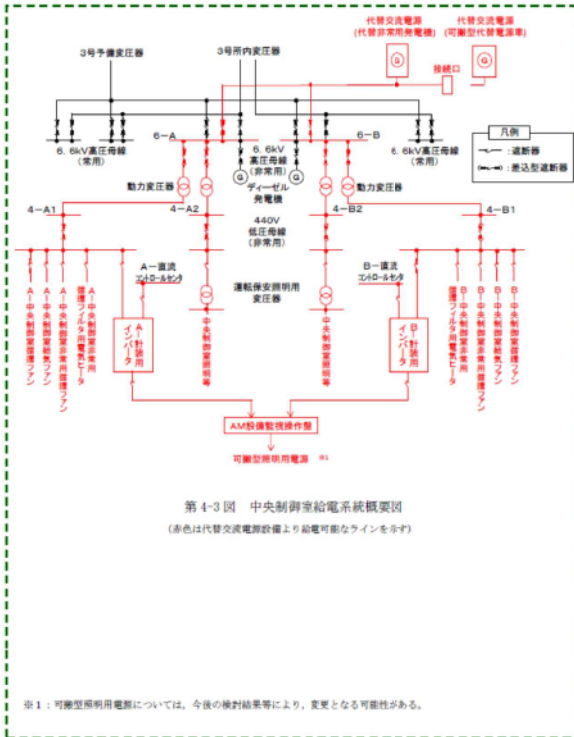 代替交流電源
(代替非常用発電機)
代替交流電源
(可搬型代替電源車)
3号予備変圧器
3号所内変圧器
G
G
接続口
6-A
6-B
6.6kV高圧母線
(常用)
6.6kV
高圧母線
(非常用)
6.6kV高圧母線
(常用)
凡例
:遮断器
:差込型遮断器
動力変圧器
G
ディーゼル
発電機
G
動力変圧器
4-A1
4-A2
440V
低圧母線
(非常用)
4-B2
4-B1
A-直流
コントロールセンタ
B-直流
コントロールセンタ
運転保安照明用
変圧器
A-中央制御室循環ファン
A-中央制御室給気ファン
A-中央制御室非常用循環ファン
A-中央制御室非常用
循環フィルタ用電気ヒータ
A-計装用
インバータ
中央制御室照明等
中央制御室照明等
B-計装用
インバータ
B-中央制御室非常用
循環フィルタ用電気ヒータ
B-中央制御室非常用循環ファン
B-中央制御室給気ファン
B-中央制御室循環ファン
AM設備監視操作盤
可搬型照明用電源 ※1
第 4-3 図 中央制御室給電系統概要図
(赤色は代替交流電源設備より給電可能なラインを示す)
※1:可搬型照明用電源については、今後の検討結果等により、変更となる可能性がある。